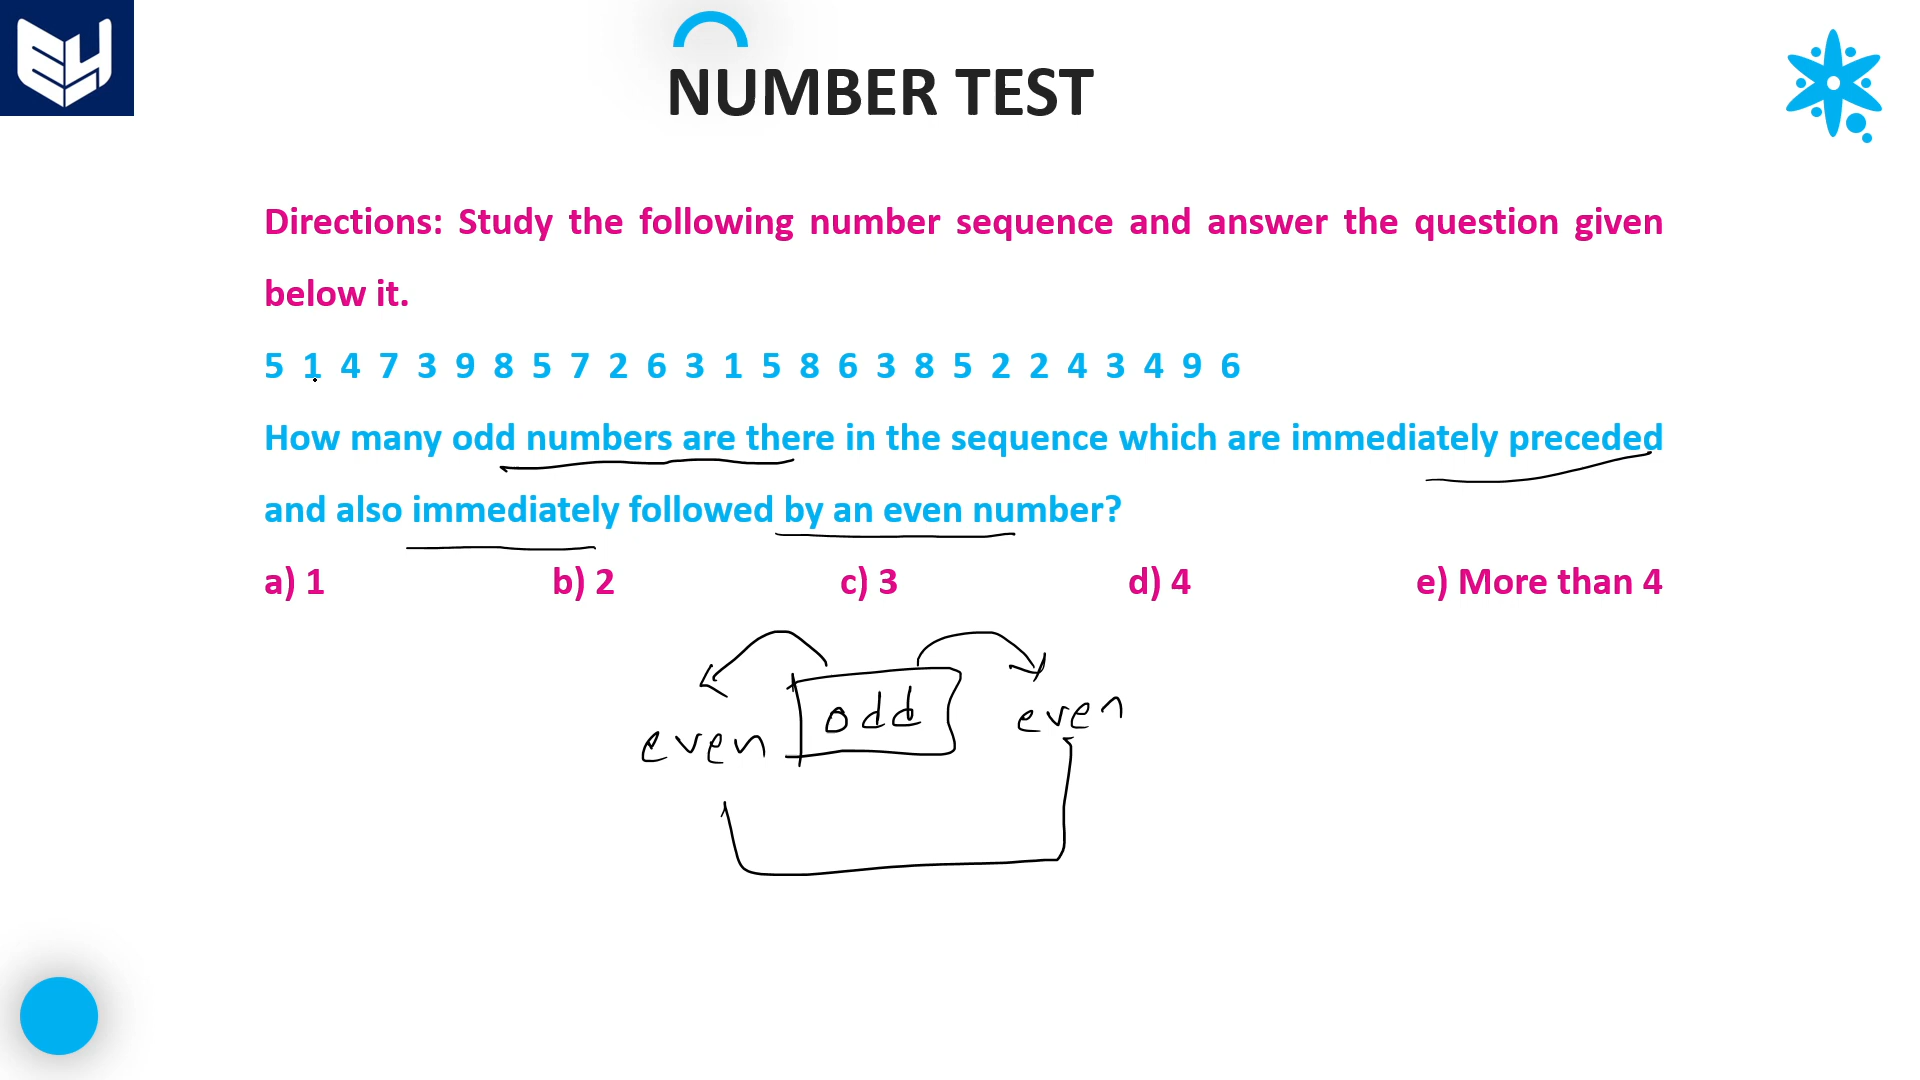 NUMBER TEST
Directions: Study the following number sequence and answer the question given
below it.
5 1 4 7 3 9 8 5 7 2 6 3 1 5 8 6 3 8 5 2 2 4 3 4 9 6
How many odd numbers are there in the sequence which are immediately preceded
and also immediately followed by an even number?
a) 1 b) 2 c) 3 d) 4 e) More than 4
even odd even